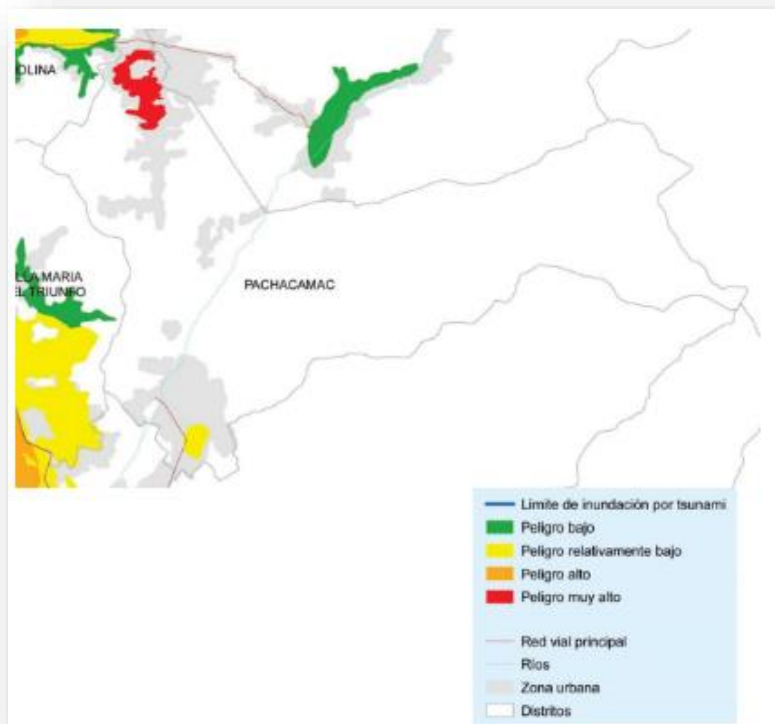 OLINA
LLA MARIA
EL TRIUNFO
PACHACAMAC
Límite de inundación por tsunami
Peligro bajo
Peligro relativamente bajo
Peligro alto
Peligro muy alto
Red vial principal
Ríos
Zona urbana
Distritos